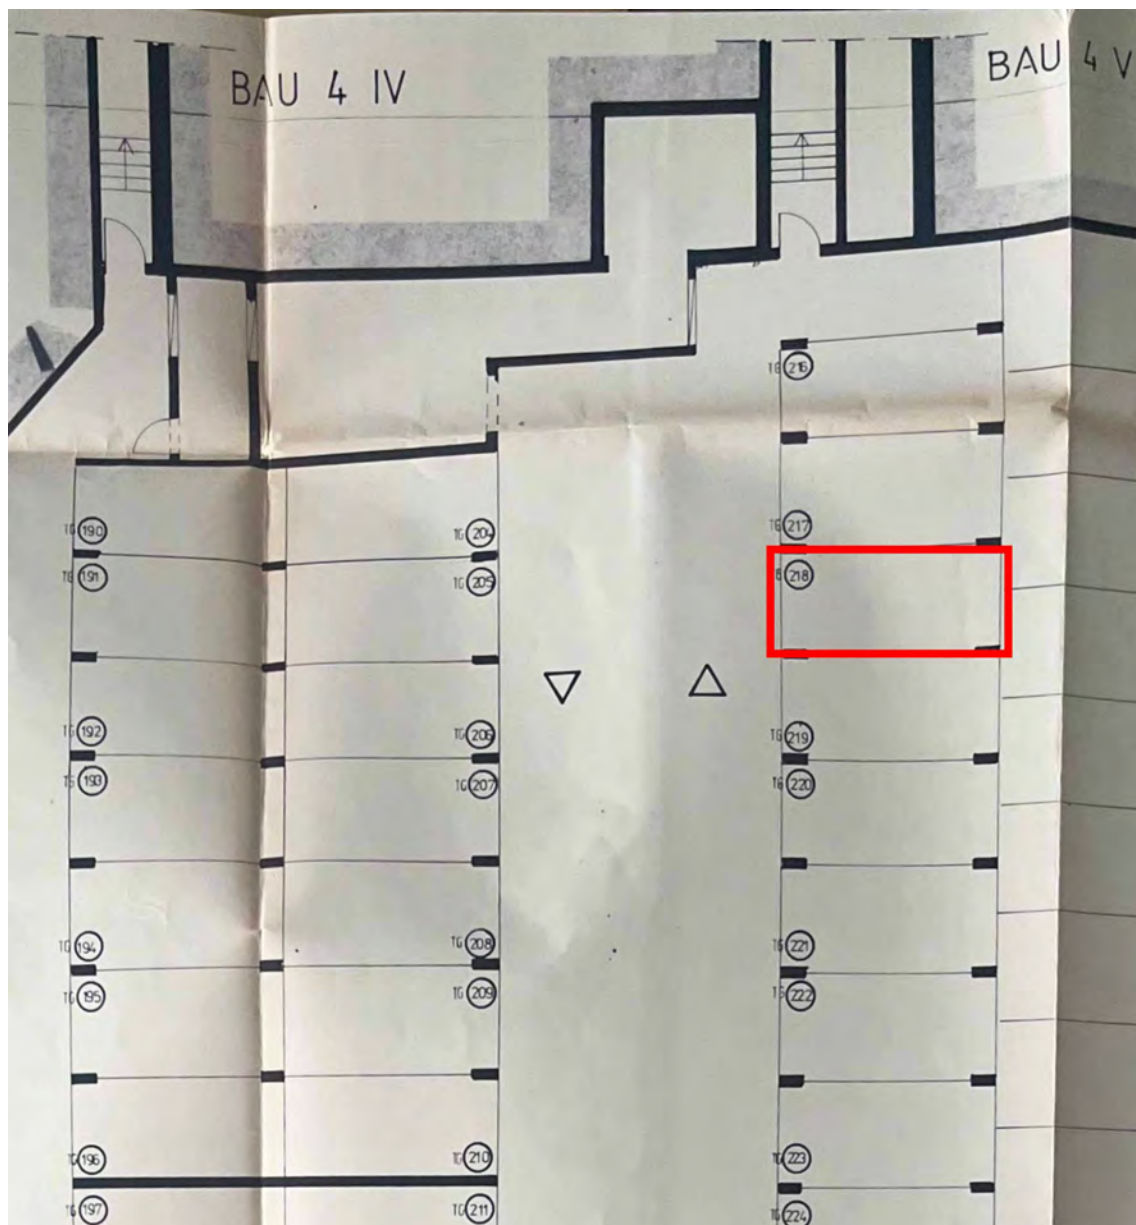 BAU 4 IV
BAU 4 V
TG 216
TG 190
TG 204
TG 217
TG 191
TG 205
218
TG 192
TG 206
TG 219
TG 193
TG 207
TG 220
TG 194
TG 208
TG 221
TG 195
TG 209
TG 222
TG 196
TG 210
TG 223
TG 197
TG 211
TG 224